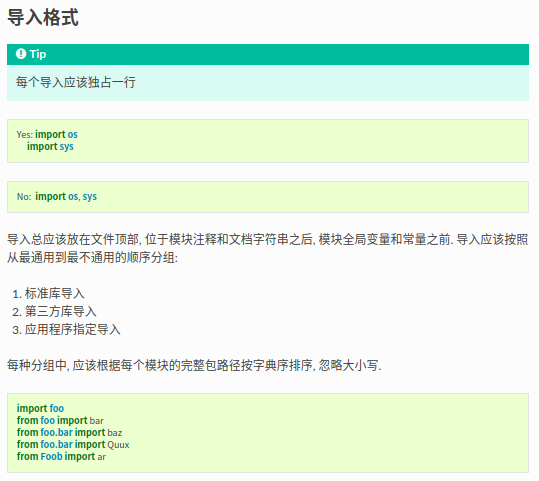 导入格式
Tip
每个导入应该独占一行
Yes: import os
import sys
No: import os, sys
导入总应该放在文件顶部, 位于模块注释和文档字符串之后, 模块全局变量和常量之前. 导入应该按照
从最通用到最不通用的顺序分组:
1. 标准库导入
2. 第三方库导入
3. 应用程序指定导入
每种分组中, 应该根据每个模块的完整包路径按字典序排序, 忽略大小写.
import foo
from foo import bar
from foo.bar import baz
from foo.bar import Quux
from Foob import ar